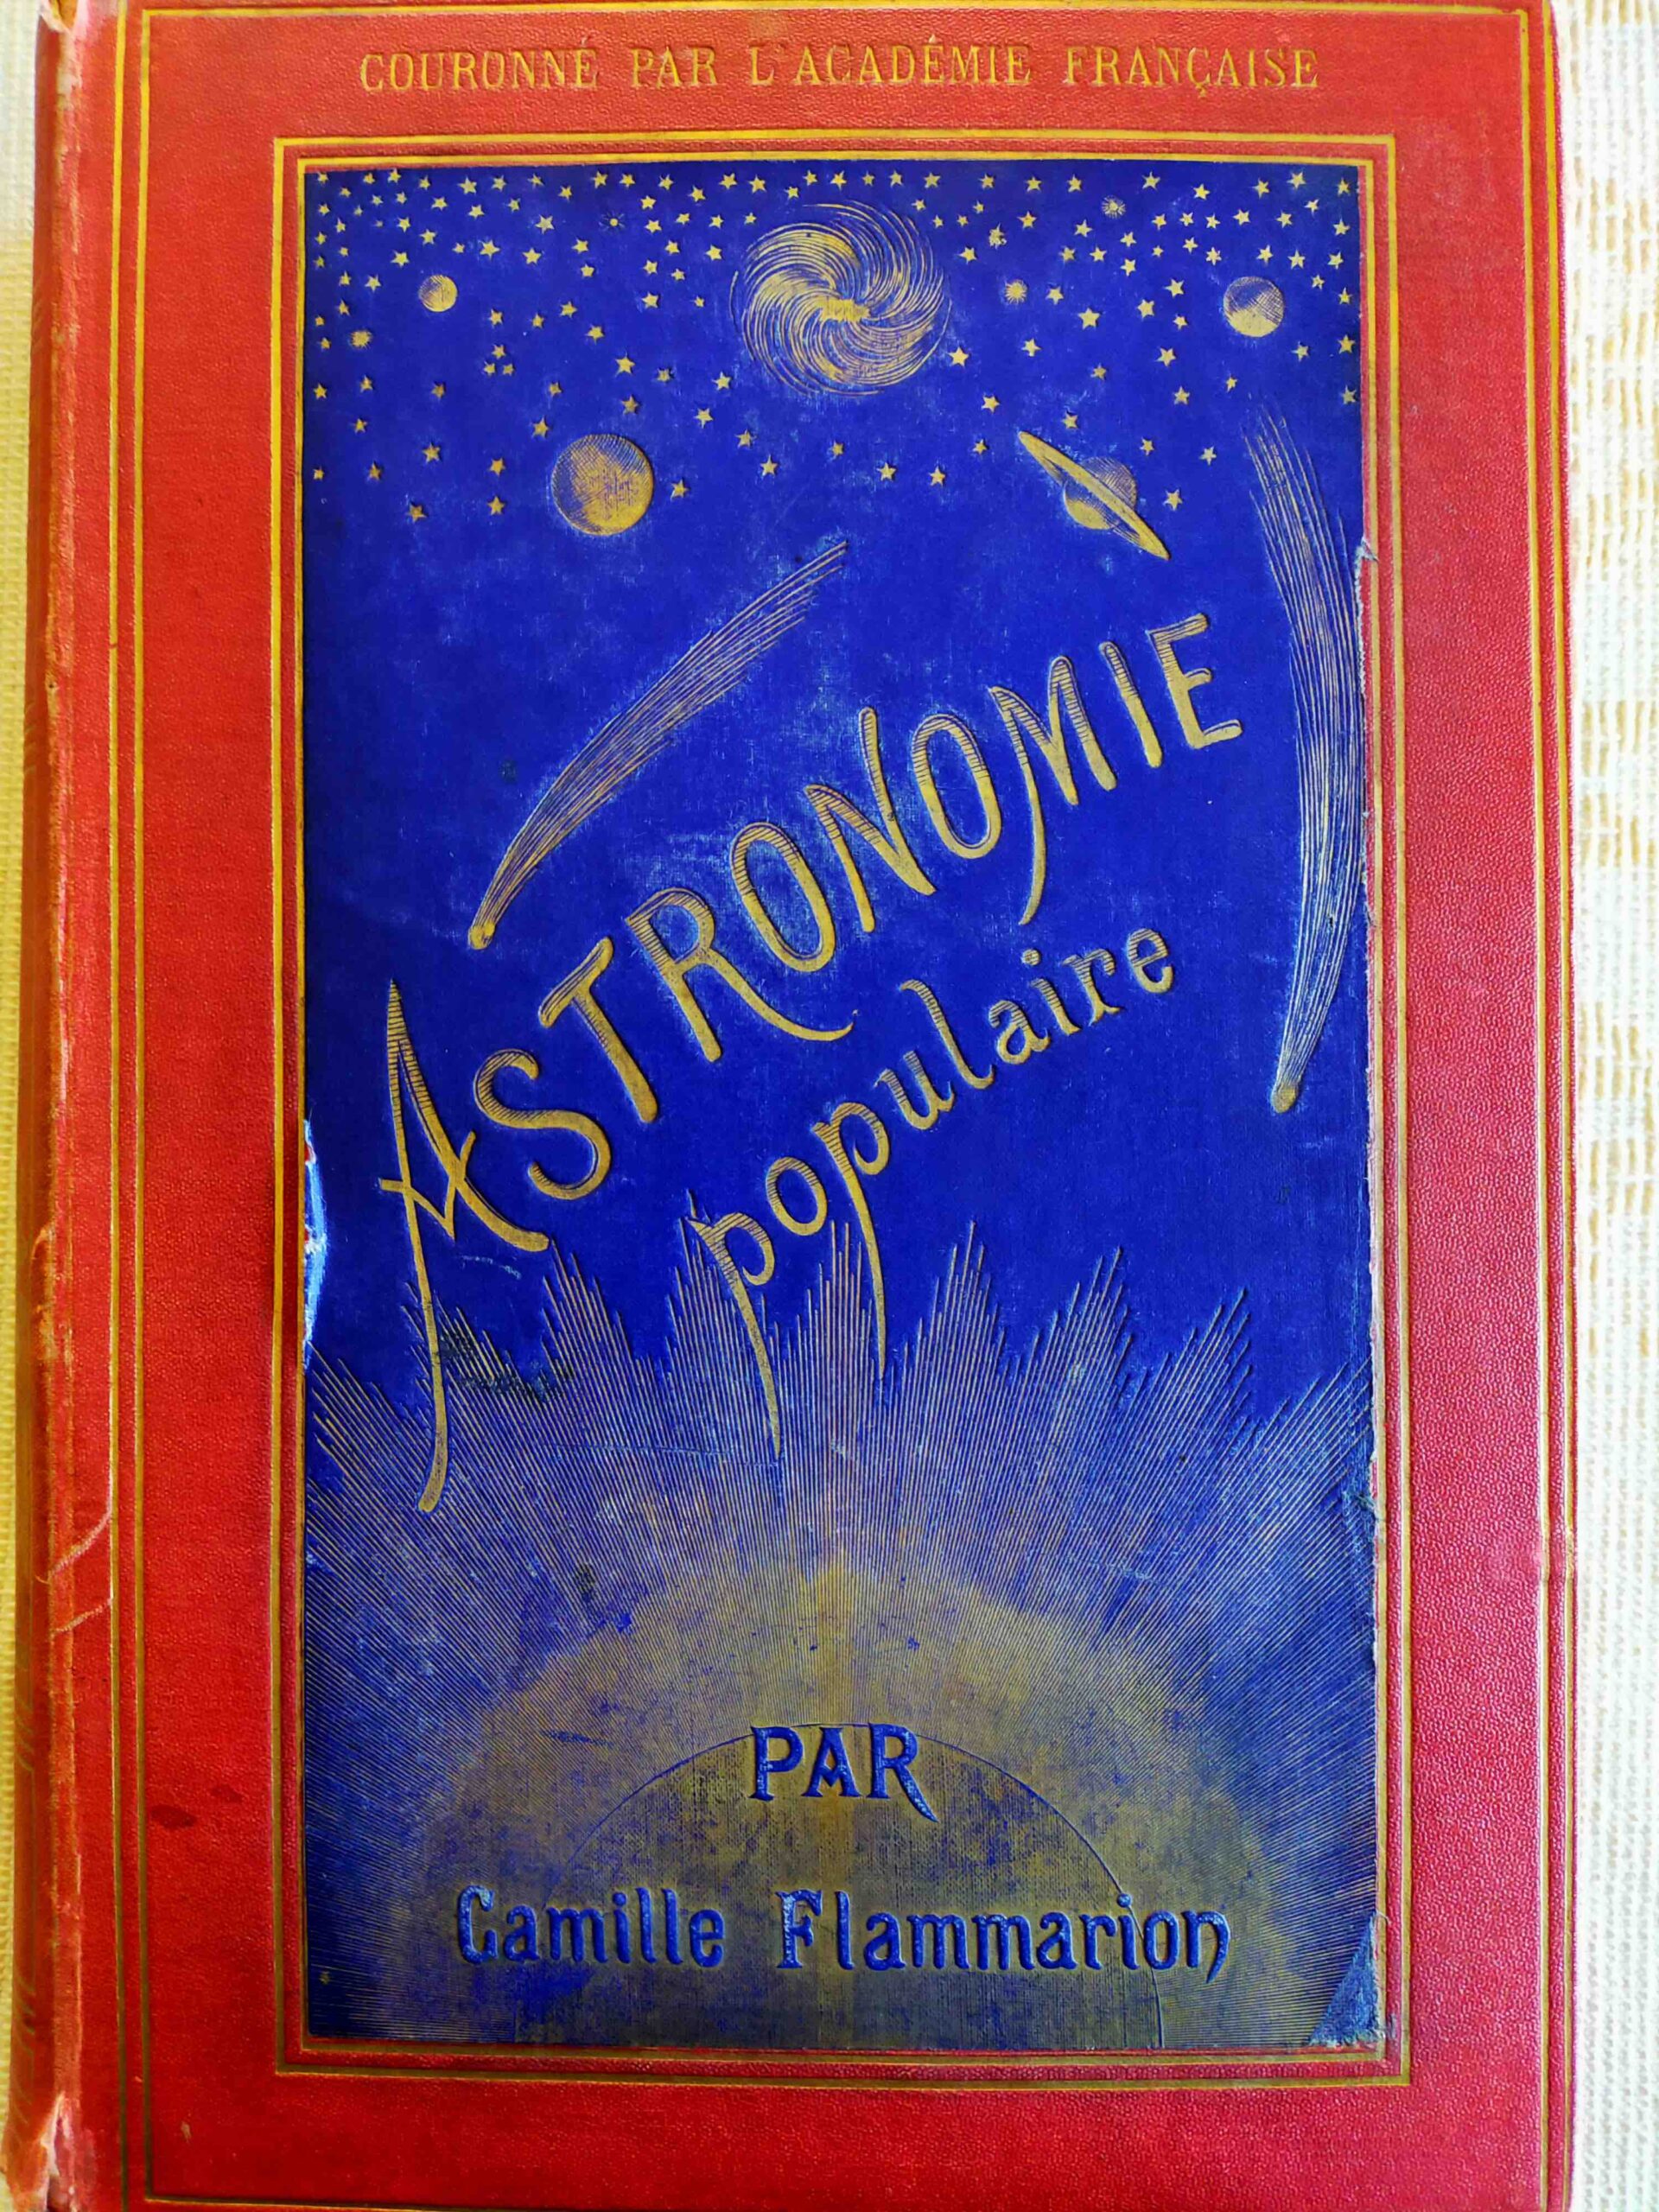 COURONNÉ PAR L'ACADÉMIE FRANÇAISE
ASTRONOMIE
populaire
PAR
Camille Flammarion